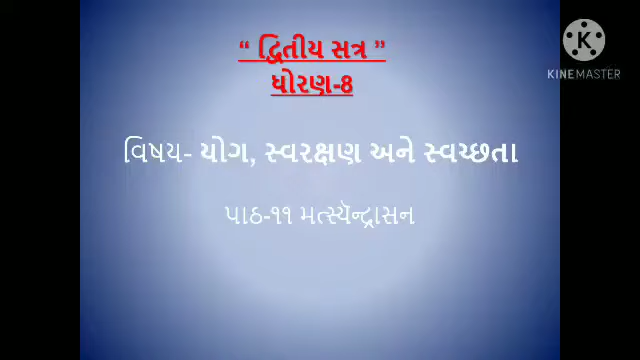 “ દ્વિતીય સત્ર ”
ધોરણ-8
વિષય- યોગ, સ્વરક્ષણ અને સ્વચ્છતા
પાઠ-૧૧ મત્સ્યૅન્દ્રાસન
K
KINEMASTER